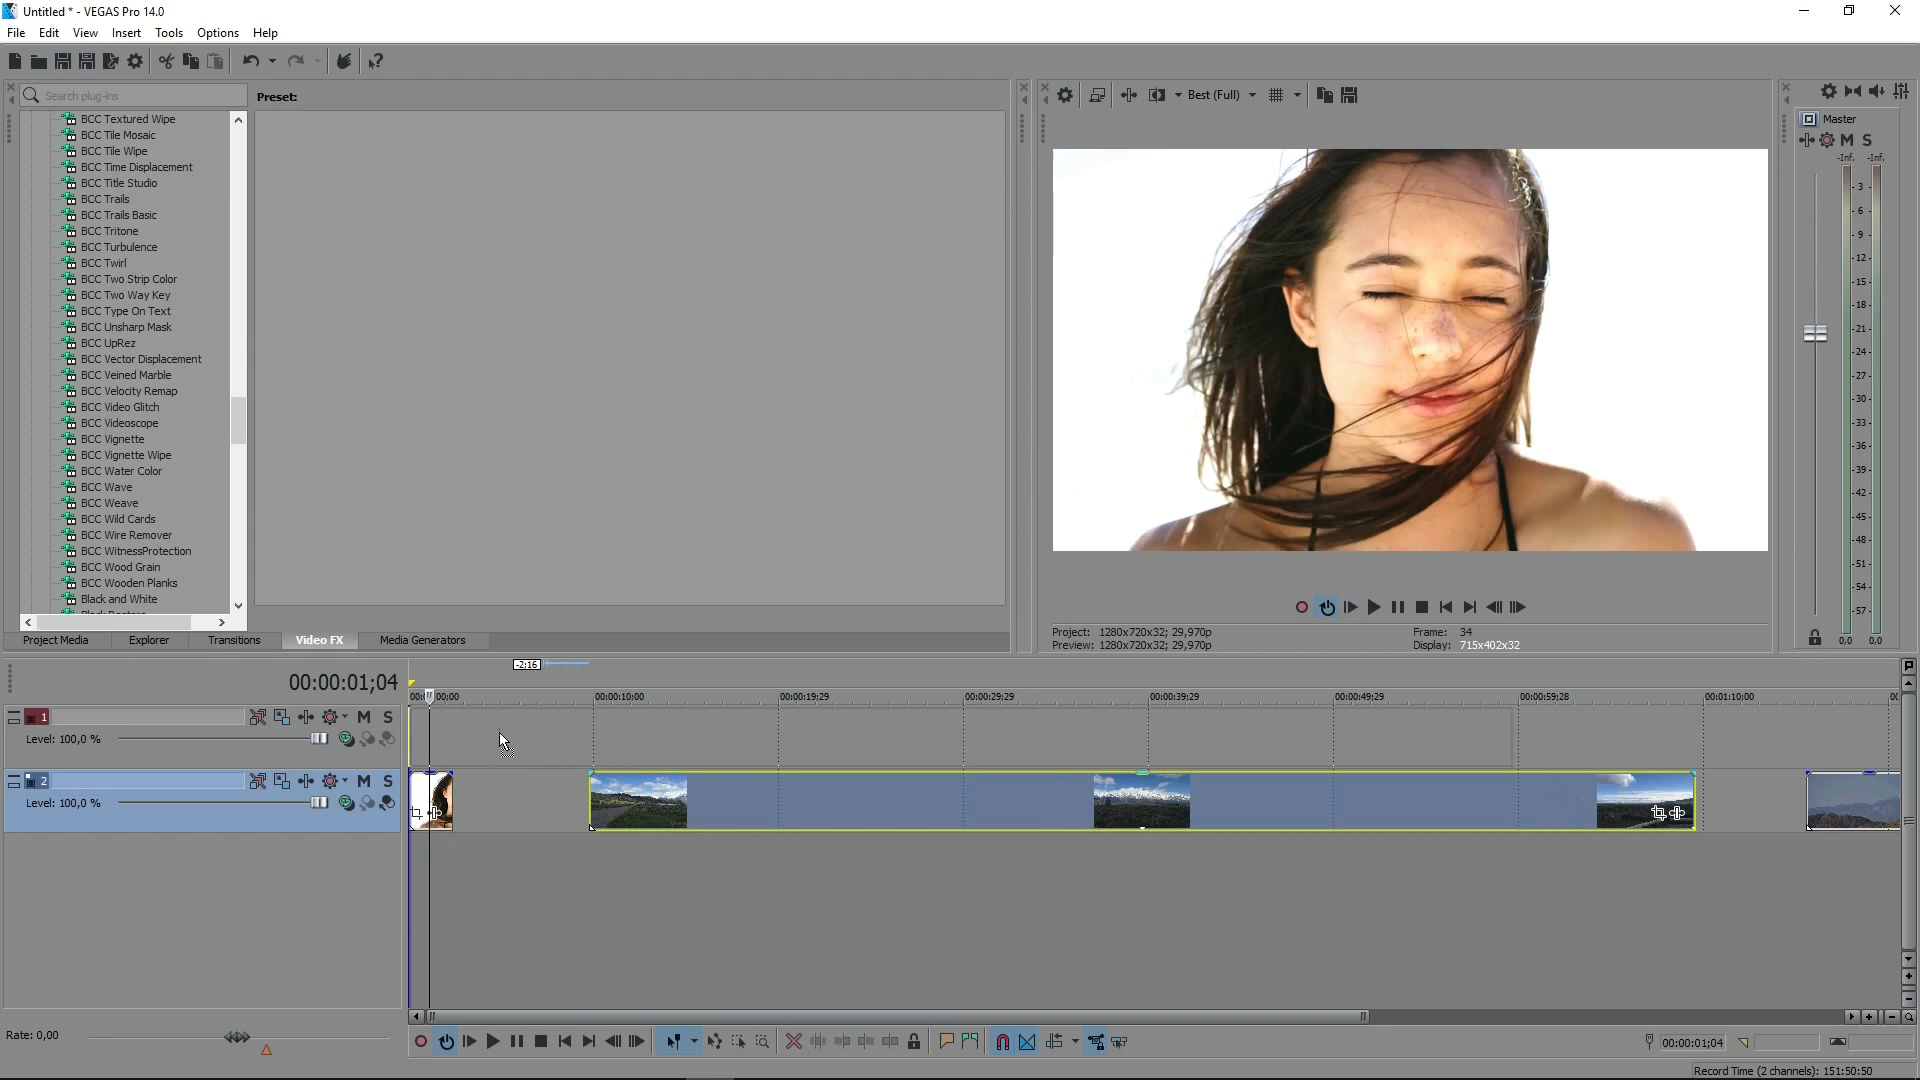 Untitled * - VEGAS Pro 14.0
File Edit View Insert Tools Options Help
Search plug-ins
Preset:
BCC Textured Wipe
BCC Tile Mosaic
BCC Tile Wipe
BCC Time Displacement
BCC Title Studio
BCC Trails
BCC Trails Basic
BCC Tritone
BCC Turbulence
BCC Twirl
BCC Two Strip Color
BCC Two Way Key
BCC Type On Text
BCC Unsharp Mask
BCC UpRez
BCC Vector Displacement
BCC Veined Marble
BCC Velocity Remap
BCC Video Glitch
BCC Videoscope
BCC Vignette
BCC Vignette Wipe
BCC Water Color
BCC Wave
BCC Weave
BCC Wild Cards
BCC Wire Remover
BCC WitnessProtection
BCC Wood Grain
BCC Wooden Planks
Black and White
Project Media Explorer Transitions Video FX Media Generators
Best (Full)
Project: 1280x720x32; 29,970p
Preview: 1280x720x32; 29,970p
Frame: 34
Display: 715x402x32
Master
M S
-Inf. -Inf.
- 3 -
- 6 -
- 9 -
-12-
-15-
-18-
-21-
-24-
-27-
-30-
-33-
-36-
-39-
-42-
-45-
-48-
-51-
-54-
-57-
0,0 0,0
-2;16
00:00:01;04
00:00:10;00 00:00:19;29 00:00:29;29 00:00:39;29 00:00:49;29 00:00:59;28 00:01:10;00
1 M S
Level: 100,0 %
2 M S
Level: 100,0 %
Rate: 0,00
00:00:01;04
Record Time (2 channels): 151:50:50